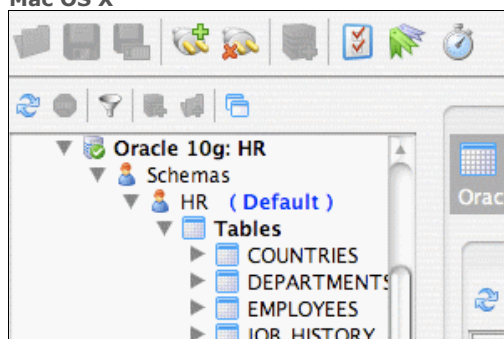 Mac OS X
Oracle 10g: HR
Schemas
HR (Default)
Tables
COUNTRIES
DEPARTMENTS
EMPLOYEES
JOB_HISTORY
Orac